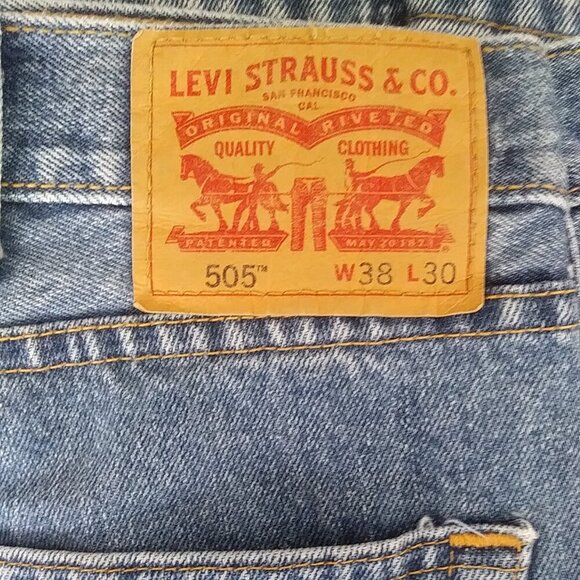 LEVI STRAUSS & CO.
SAN FRANCISCO
CAL
ORIGINAL RIVETED
QUALITY CLOTHING
PATENTED MAY 20 1873
505™ W38 L30